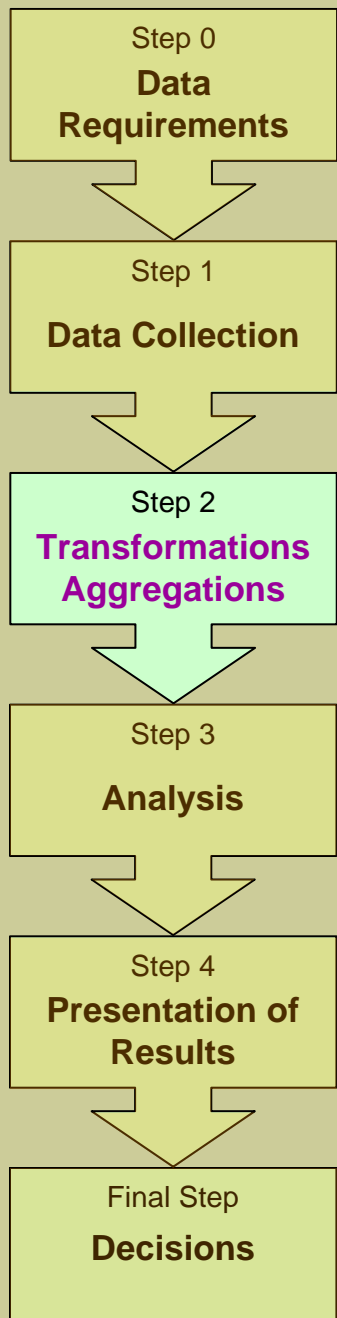 Step 0
Data
Requirements
Step 1
Data Collection
Step 2
Transformations
Aggregations
Step 3
Analysis
Step 4
Presentation of
Results
Final Step
Decisions